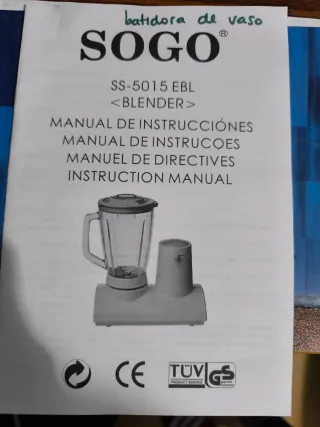 batidora de vaso
SOGO®
SS-5015 EBL
<BLENDER>
MANUAL DE INSTRUCCIÓNES
MANUAL DE INSTRUCOES
MANUEL DE DIRECTIVES
INSTRUCTION MANUAL
CE
TÜV
PRODUCT SERVICE
GS